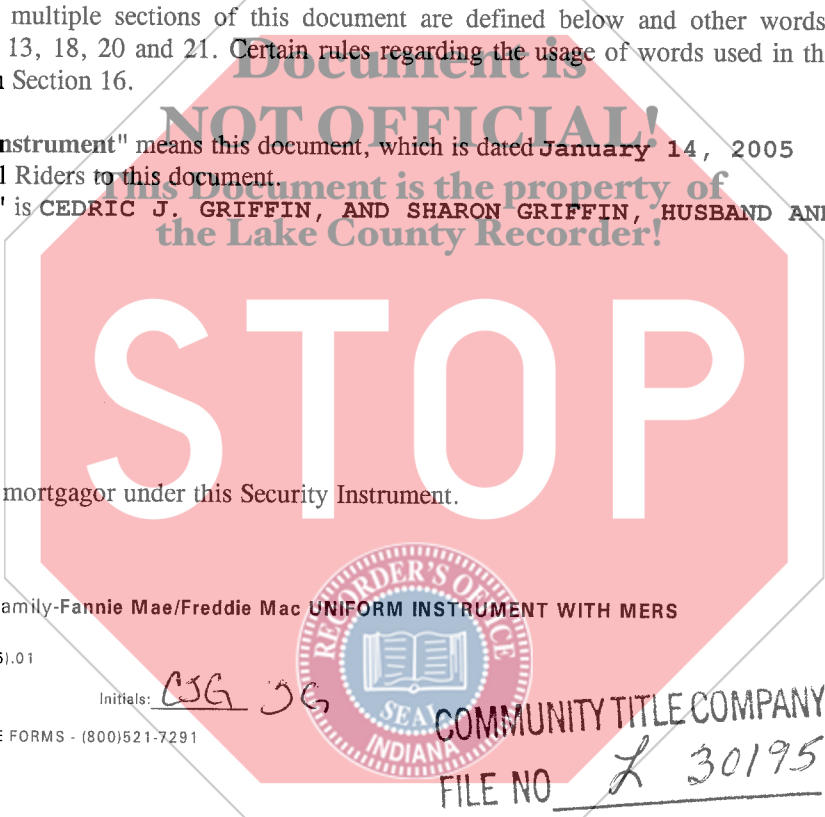 multiple sections of this document are defined below and other words
13, 18, 20 and 21. Certain rules regarding the usage of words used in th
Section 16.
Document is
NOT OFFICIAL!
nstrument" means this document, which is dated January 14, 2005
l Riders to this document.
This Document is the property of
" is CEDRIC J. GRIFFIN, AND SHARON GRIFFIN, HUSBAND AN
the Lake County Recorder!
STOP
mortgagor under this Security Instrument.
RECORDER'S OFFICE
SEAL
INDIANA
amily-Fannie Mae/Freddie Mac UNIFORM INSTRUMENT WITH MERS
).01
Initials: CJG SG
E FORMS - (800)521-7291
COMMUNITY TITLE COMPANY
FILE NO L 30195